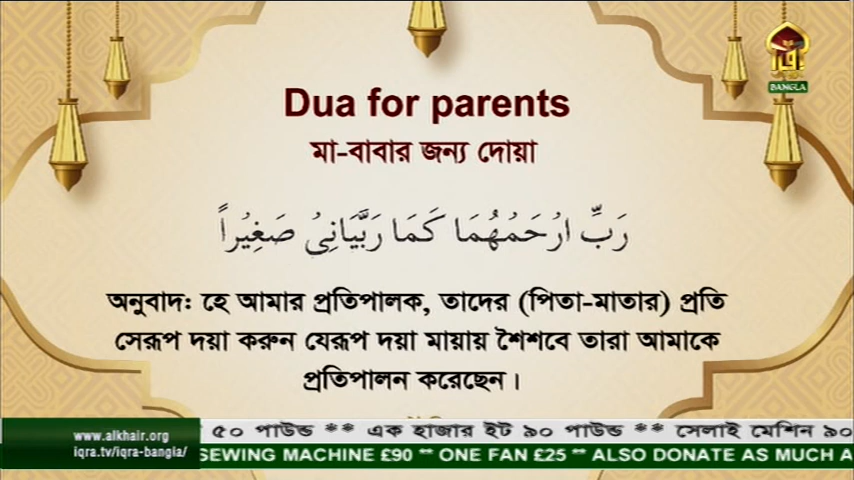 Dua for parents
মা-বাবার জন্য দোয়া
رَبِّ ارْحَمْهُمَا كَمَا رَبَّيَانِيْ صَغِيْراً
অনুবাদ: হে আমার প্রতিপালক, তাদের (পিতা-মাতার) প্রতি
সেরূপ দয়া করুন যেরূপ দয়া মায়ায় শৈশবে তারা আমাকে
প্রতিপালন করেছেন।
BANGLA
www.alkhair.org
iqra.tv/iqra-bangla/
৫০ পাউন্ড ** এক হাজার ইট ৯০ পাউন্ড ** সেলাই মেশিন ৯০
SEWING MACHINE £90 ** ONE FAN £25 ** ALSO DONATE AS MUCH A